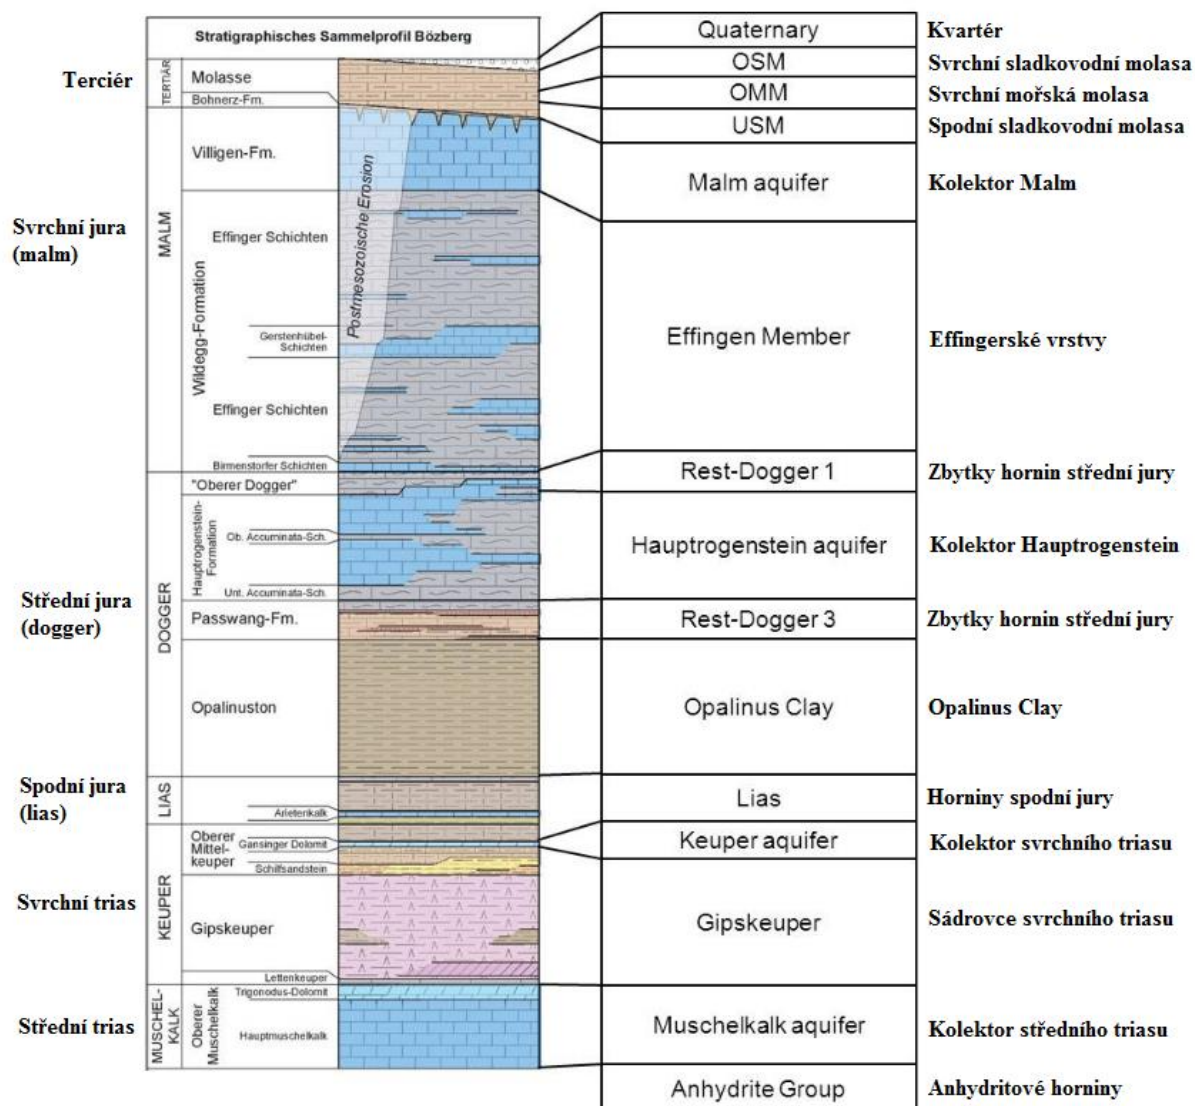 Stratigraphisches Sammelprofil Bözberg
Terciér
TERTIÄR
Molasse
Bohnerz-Fm.
Svrchní jura
(malm)
MALM
Villigen-Fm.
Wildegg-Formation
Effinger Schichten
Gerstenhübel-
Schichten
Effinger Schichten
Birmenstorfer Schichten
Postmesozoische Erosion
Střední jura
(dogger)
DOGGER
"Oberer Dogger"
Hauptrogenstein-
Formation
Ob. Accuminata-Sch.
Unt. Accuminata-Sch.
Passwang-Fm.
Opalinuston
Spodní jura
(lias)
LIAS
Arietenkalk
Svrchní trias
KEUPER
Oberer
Mittel-
keuper
Gansinger Dolomit
Schilfsandstein
Gipskeuper
Lettenkeuper
Střední trias
MUSCHEL-
KALK
Oberer
Muschelkalk
Trigonodus-Dolomit
Hauptmuschelkalk
Quaternary
OSM
OMM
USM
Malm aquifer
Effingen Member
Rest-Dogger 1
Hauptrogenstein aquifer
Rest-Dogger 3
Opalinus Clay
Lias
Keuper aquifer
Gipskeuper
Muschelkalk aquifer
Anhydrite Group
Kvartér
Svrchní sladkovodní molasa
Svrchní mořská molasa
Spodní sladkovodní molasa
Kolektor Malm
Effingerské vrstvy
Zbytky hornin střední jury
Kolektor Hauptrogenstein
Zbytky hornin střední jury
Opalinus Clay
Horniny spodní jury
Kolektor svrchního triasu
Sádrovce svrchního triasu
Kolektor středního triasu
Anhydritové horniny